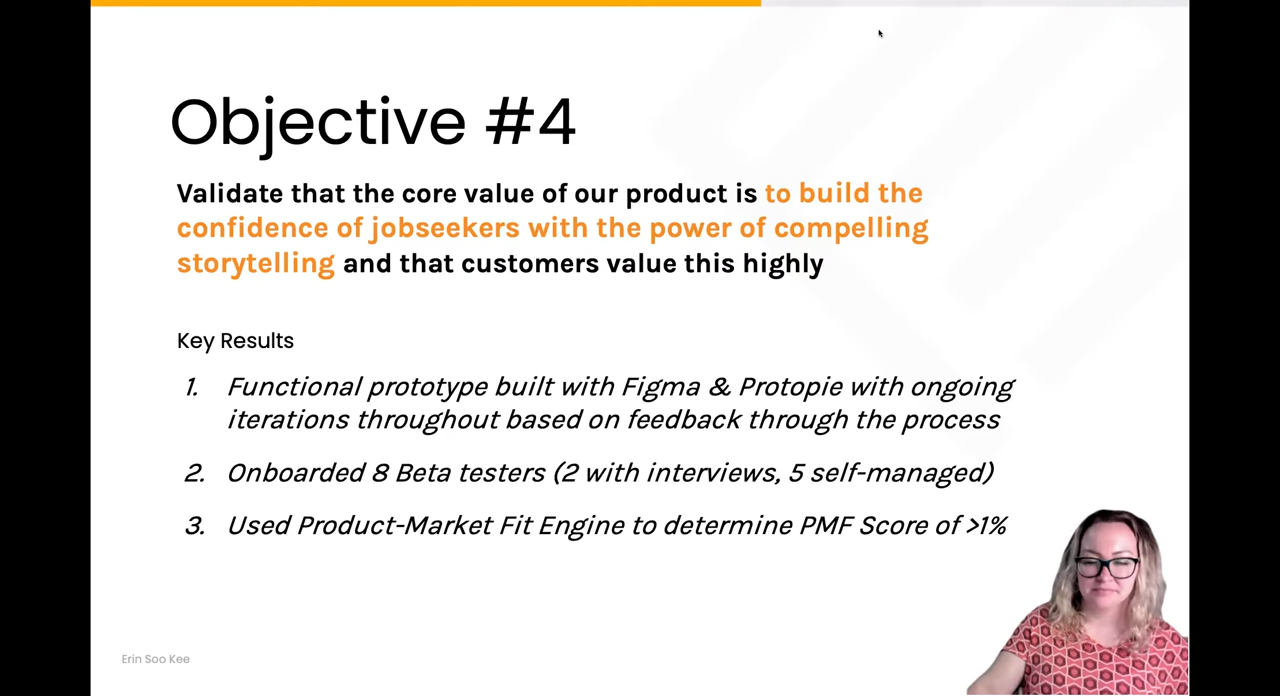 Objective #4
Validate that the core value of our product is to build the
confidence of jobseekers with the power of compelling
storytelling and that customers value this highly
Key Results
1. Functional prototype built with Figma & Protopie with ongoing
iterations throughout based on feedback through the process
2. Onboarded 8 Beta testers (2 with interviews, 5 self-managed)
3. Used Product-Market Fit Engine to determine PMF Score of >1%
Erin Soo Kee